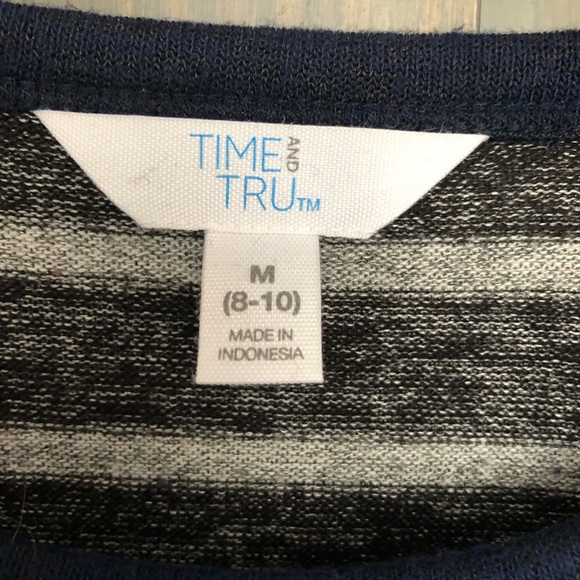 TIME AND
TRU™
M
(8-10)
MADE IN
INDONESIA